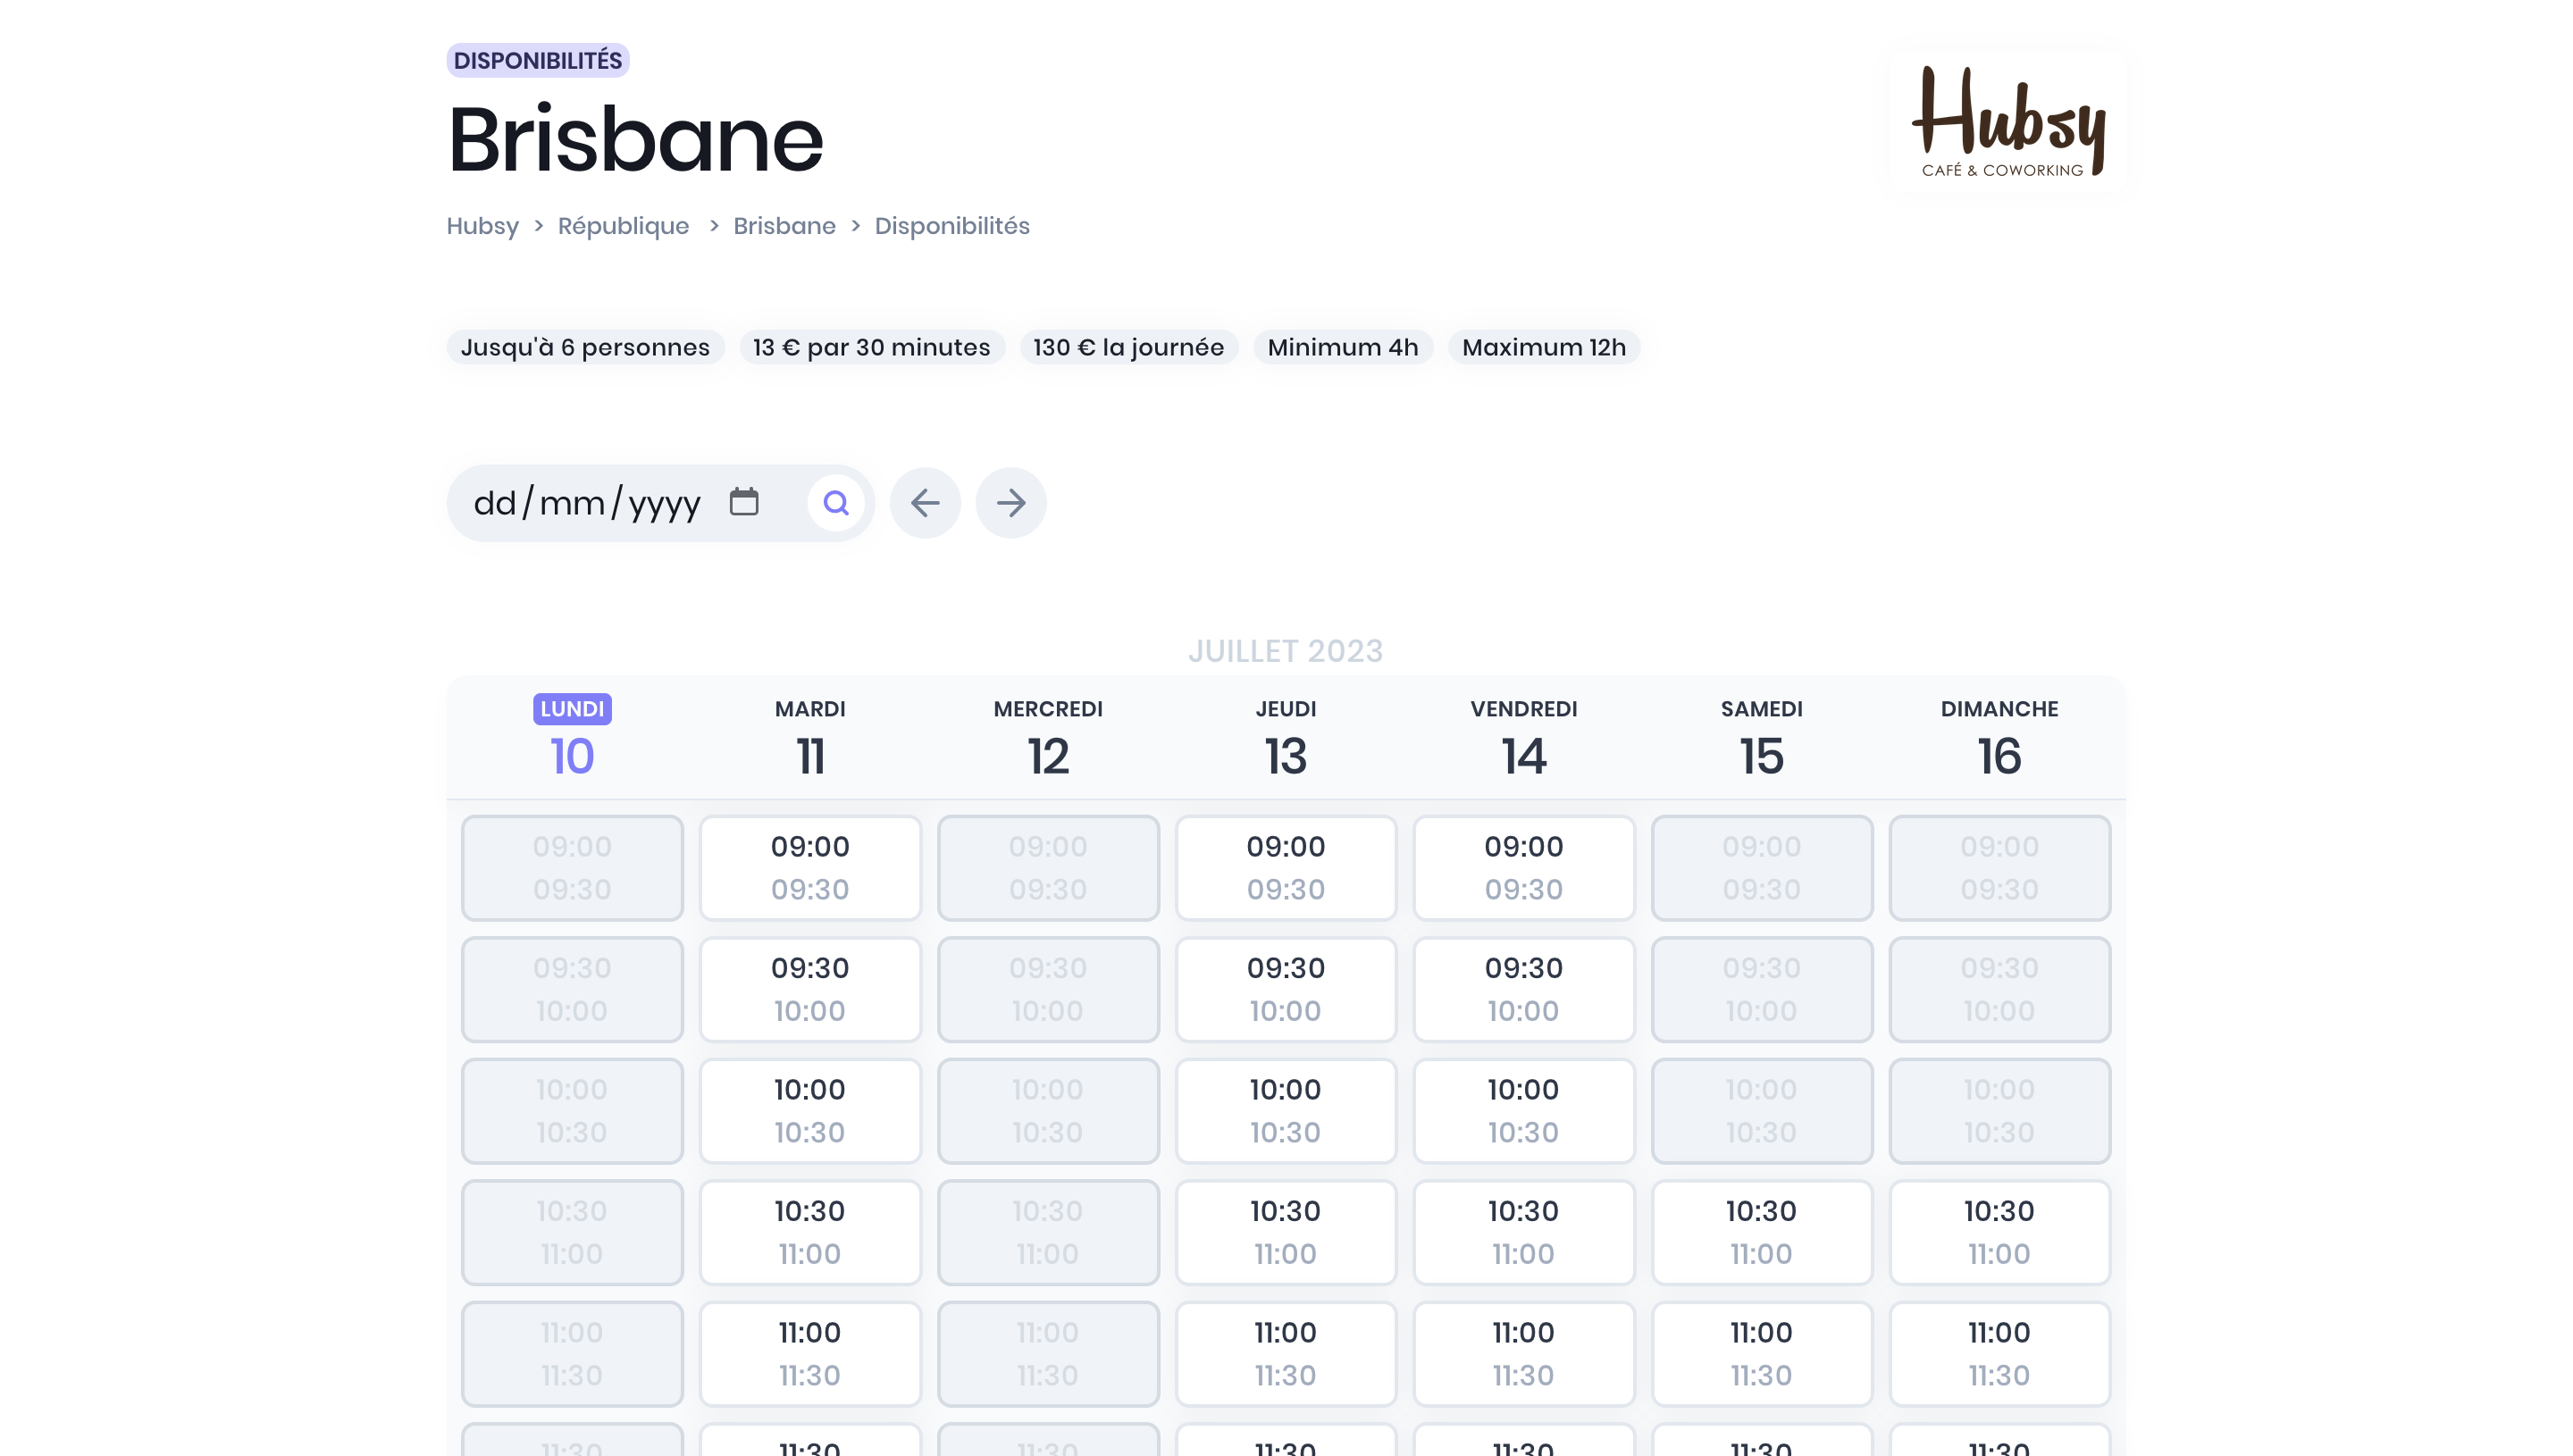 DISPONIBILITÉS
Brisbane
Hubsy
CAFÉ & COWORKING
Hubsy > République > Brisbane > Disponibilités
Jusqu'à 6 personnes 13 € par 30 minutes 130 € la journée Minimum 4h Maximum 12h
dd/mm/yyyy
JUILLET 2023
LUNDI MARDI MERCREDI JEUDI VENDREDI SAMEDI DIMANCHE
10 11 12 13 14 15 16
09:00 09:00 09:00 09:00 09:00 09:00 09:00
09:30 09:30 09:30 09:30 09:30 09:30 09:30
09:30 09:30 09:30 09:30 09:30 09:30 09:30
10:00 10:00 10:00 10:00 10:00 10:00 10:00
10:00 10:00 10:00 10:00 10:00 10:00 10:00
10:30 10:30 10:30 10:30 10:30 10:30 10:30
10:30 10:30 10:30 10:30 10:30 10:30 10:30
11:00 11:00 11:00 11:00 11:00 11:00 11:00
11:00 11:00 11:00 11:00 11:00 11:00 11:00
11:30 11:30 11:30 11:30 11:30 11:30 11:30
11:30 11:30 11:30 11:30 11:30 11:30 11:30